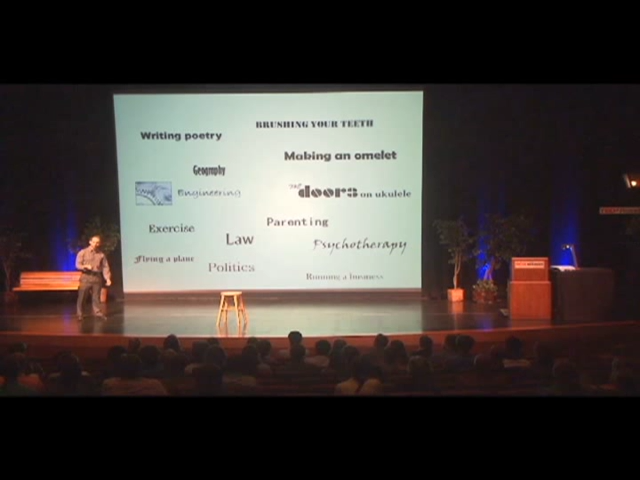 BRUSHING YOUR TEETH
Writing poetry
Making an omelet
Geography
Engineering
The doors on ukulele
Exercise
Parenting
Law
Psychotherapy
Flying a plane
Politics
Running a business